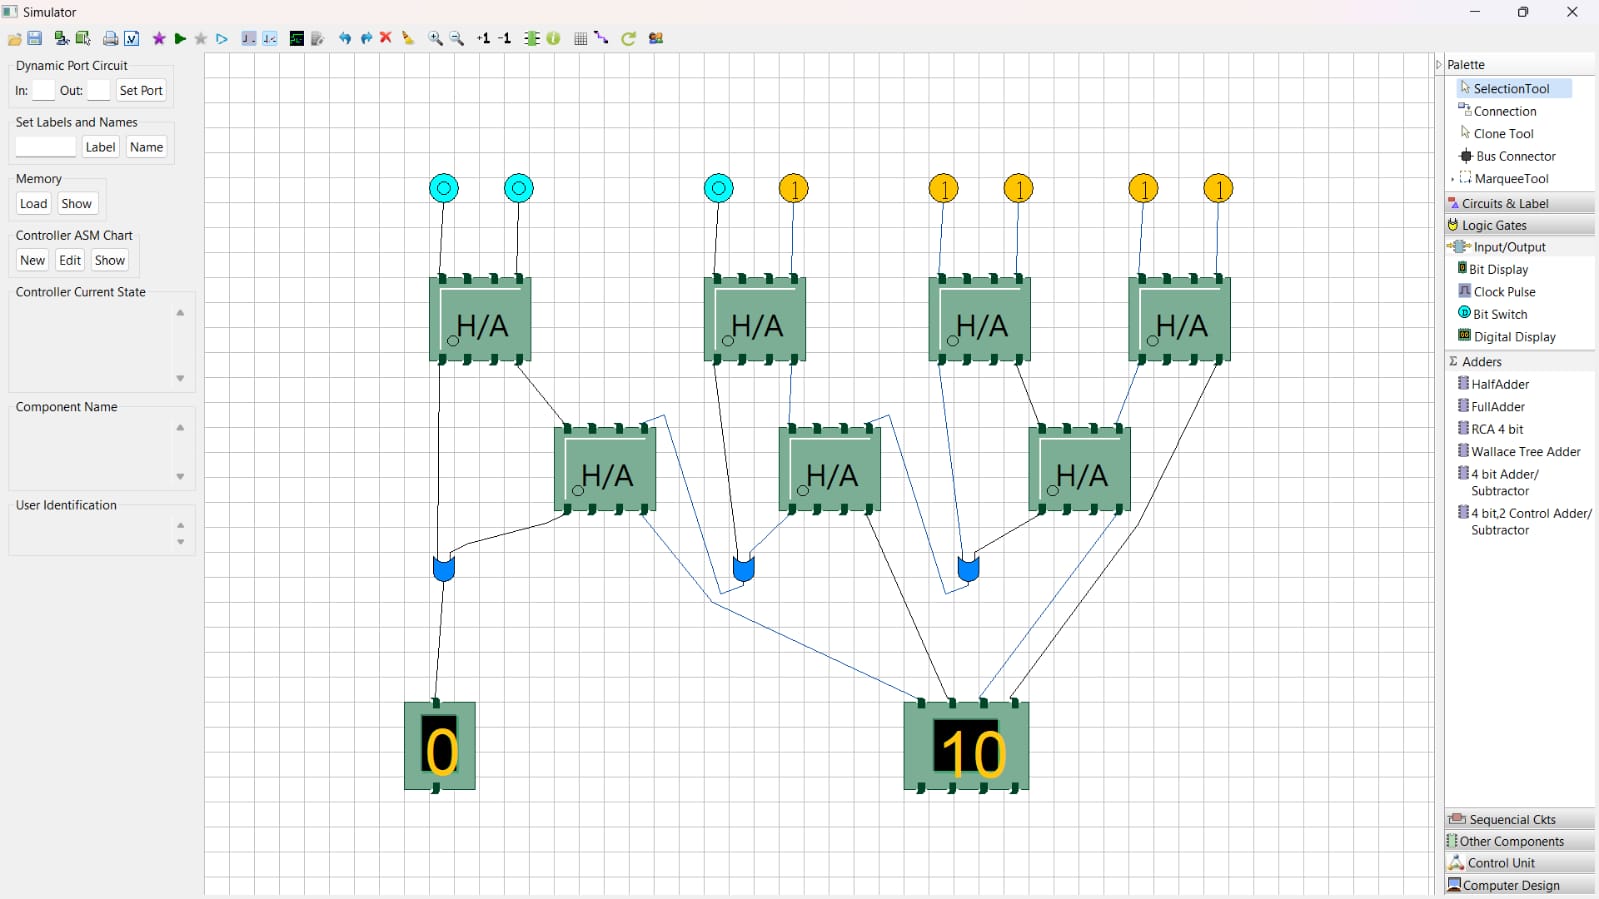 Simulator
+1 -1
Dynamic Port Circuit
In: Out: Set Port
Set Labels and Names
Label Name
Memory
Load Show
Controller ASM Chart
New Edit Show
Controller Current State
Component Name
User Identification
0 0 0 1 1 1 1 1
H/A H/A H/A H/A
H/A H/A H/A
0 10
Palette
SelectionTool
Connection
Clone Tool
Bus Connector
MarqueeTool
Circuits & Label
Logic Gates
Input/Output
Bit Display
Clock Pulse
Bit Switch
Digital Display
Σ Adders
HalfAdder
FullAdder
RCA 4 bit
Wallace Tree Adder
4 bit Adder/
Subtractor
4 bit,2 Control Adder/
Subtractor
Sequencial Ckts
Other Components
Control Unit
Computer Design